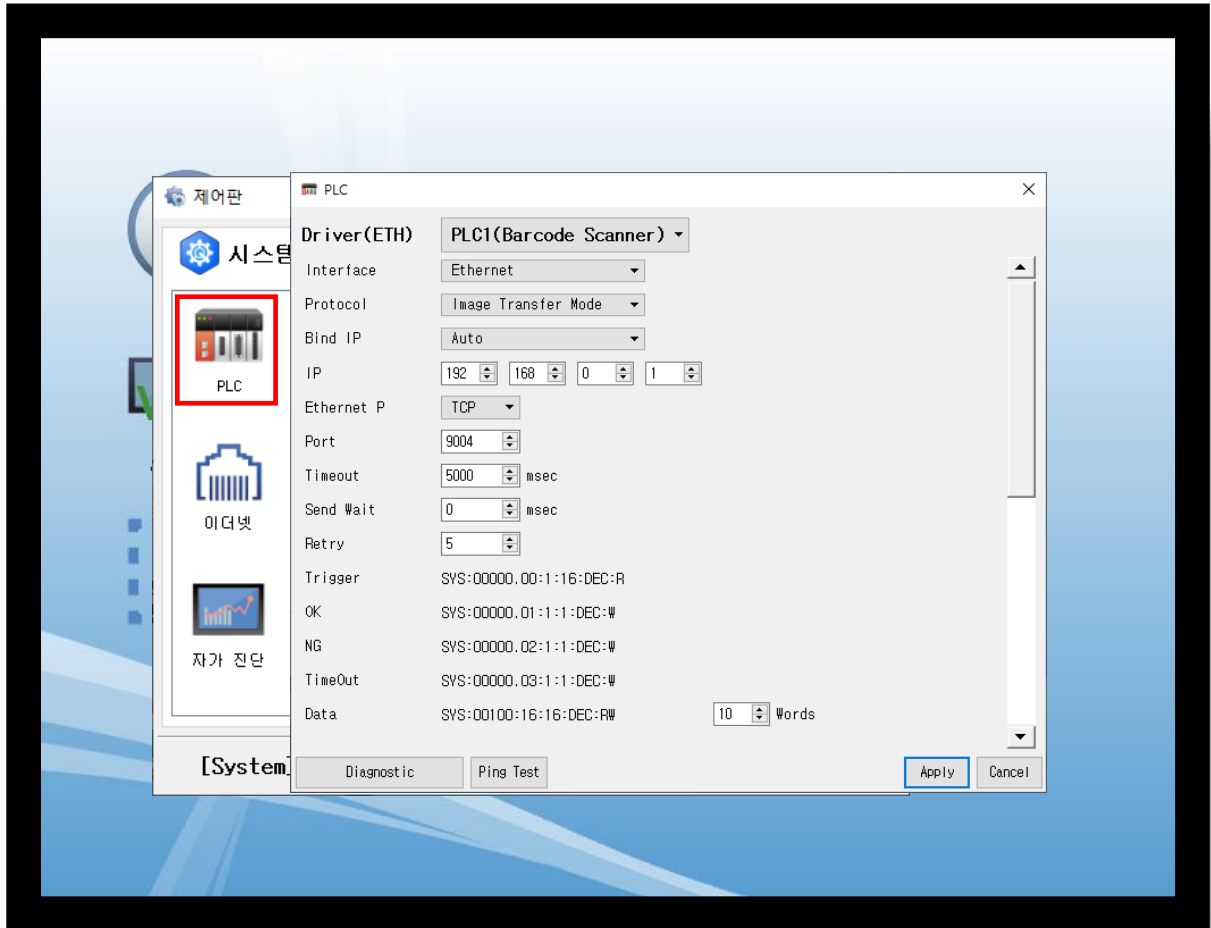 제어판
PLC
시스템
Driver(ETH) PLC1(Barcode Scanner)
Interface Ethernet
Protocol Image Transfer Mode
Bind IP Auto
IP 192 168 0 1
Ethernet P TCP
Port 9004
Timeout 5000 msec
Send Wait 0 msec
Retry 5
Trigger SYS:00000.00:1:16:DEC:R
OK SYS:00000.01:1:1:DEC:W
NG SYS:00000.02:1:1:DEC:W
TimeOut SYS:00000.03:1:1:DEC:W
Data SYS:00100:16:16:DEC:RW 10 Words
PLC
이더넷
자가 진단
[System]
Diagnostic Ping Test Apply Cancel